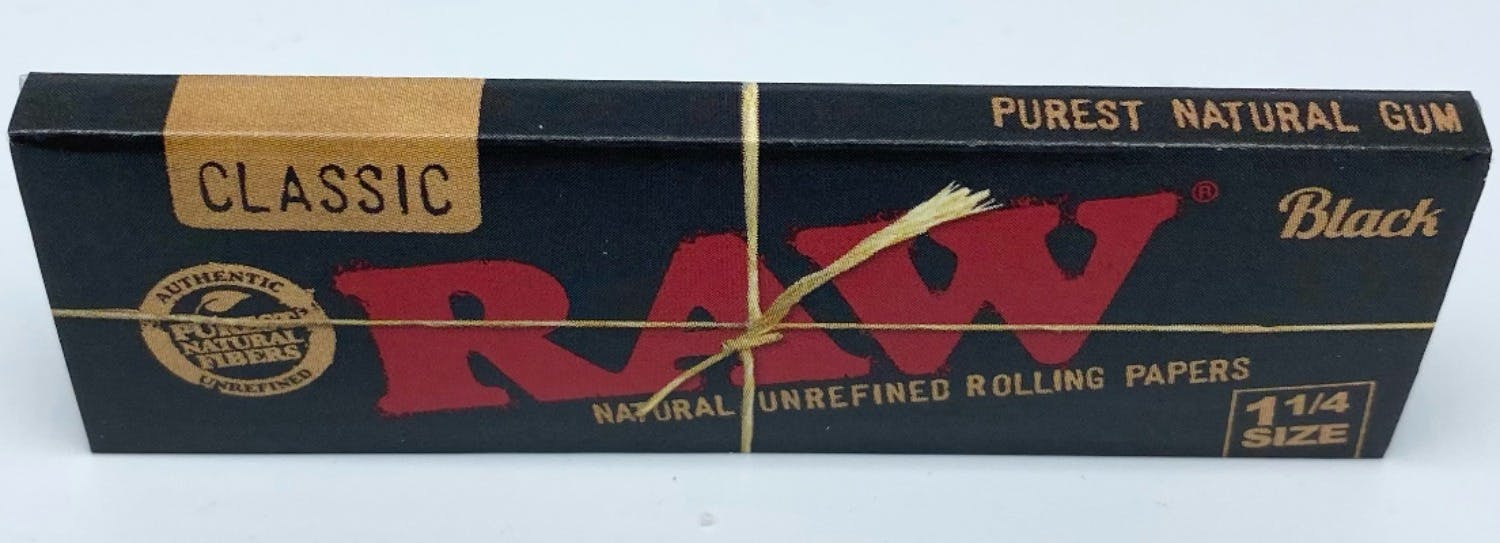 PUREST NATURAL GUM
CLASSIC
Black
RAW®
AUTHENTIC
PUREST
NATURAL
FIBERS
UNREFINED
NATURAL UNREFINED ROLLING PAPERS
1 1/4
SIZE